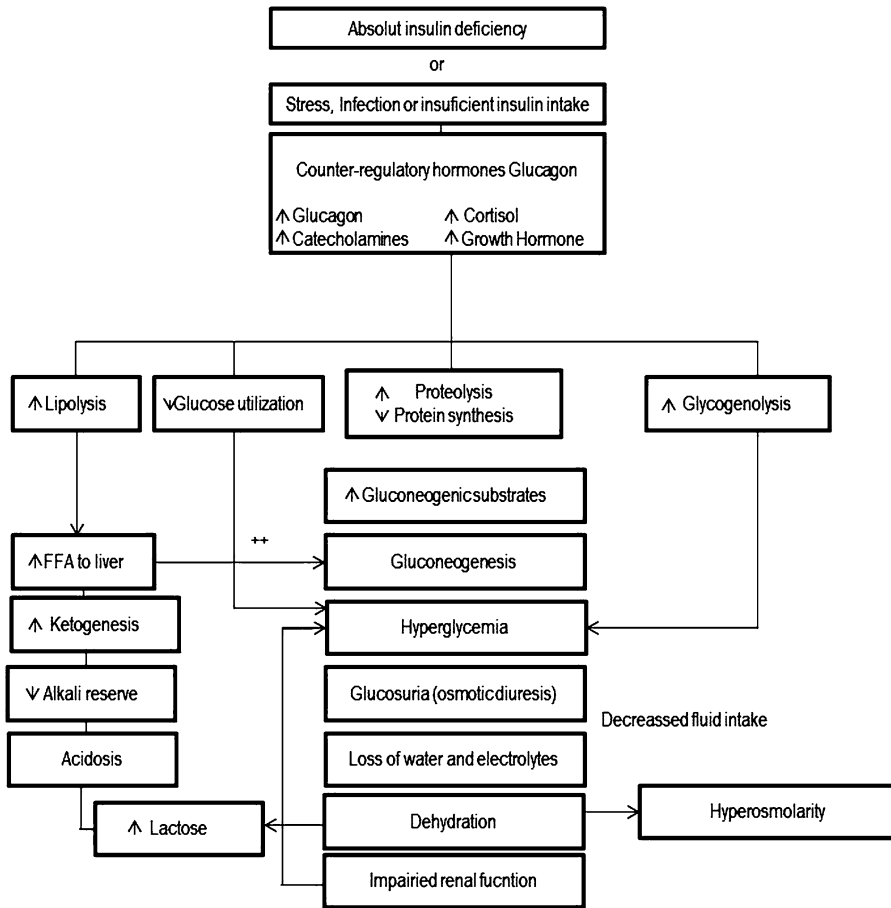 Absolut insulin deficiency
or
Stress, Infection or insuficient insulin intake
Counter-regulatory hormones Glucagon
↑ Glucagon ↑ Cortisol
↑ Catecholamines ↑ Growth Hormone
↑ Lipolysis
↓ Glucose utilization
↑ Proteolysis
↓ Protein synthesis
↑ Glycogenolysis
↑ Gluconeogenic substrates
↑ FFA to liver
++
Gluconeogenesis
↑ Ketogenesis
Hyperglycemia
↓ Alkali reserve
Glucosuria (osmotic diuresis)
Decreassed fluid intake
Acidosis
Loss of water and electrolytes
↑ Lactose
Dehydration
Hyperosmolarity
Impairied renal fucntion